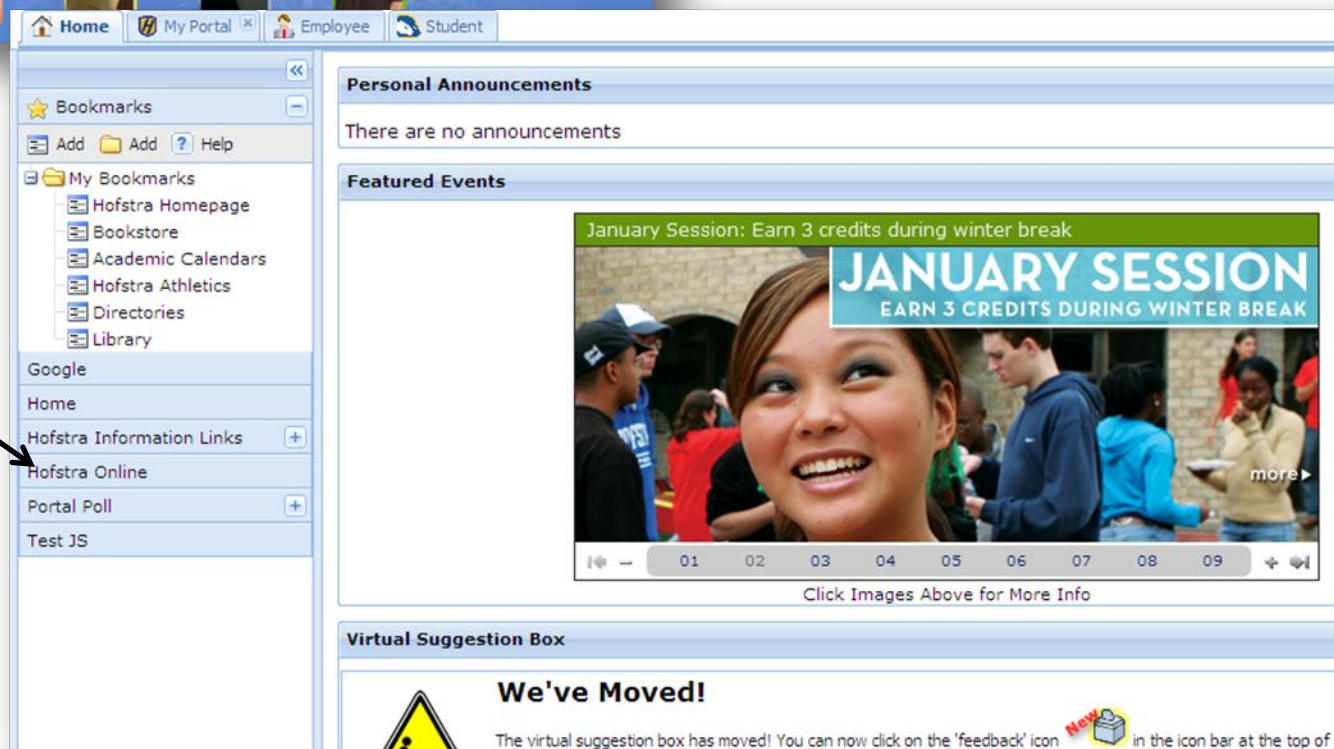 Home My Portal Employee Student
Bookmarks
Add Add ? Help
My Bookmarks
Hofstra Homepage
Bookstore
Academic Calendars
Hofstra Athletics
Directories
Library
Google
Home
Hofstra Information Links
Hofstra Online
Portal Poll
Test JS
Personal Announcements
There are no announcements
Featured Events
January Session: Earn 3 credits during winter break
JANUARY SESSION
EARN 3 CREDITS DURING WINTER BREAK
more
01 02 03 04 05 06 07 08 09
Click Images Above for More Info
Virtual Suggestion Box
We've Moved!
The virtual suggestion box has moved! You can now click on the 'feedback' icon New in the icon bar at the top of